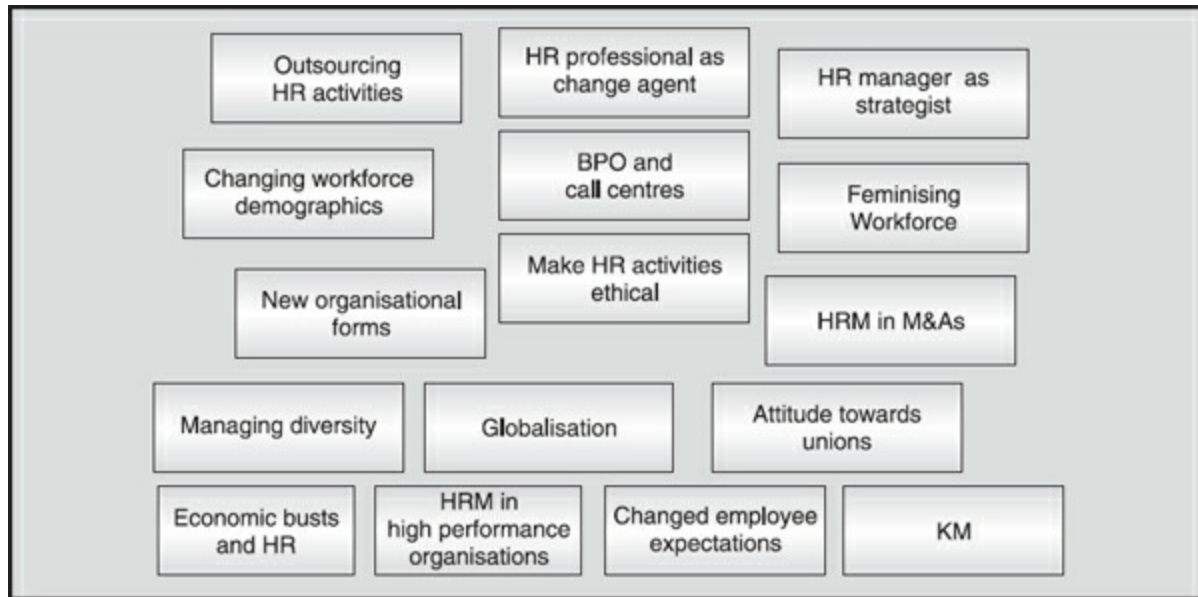 Outsourcing
HR activities
HR professional as
change agent
HR manager as
strategist
Changing workforce
demographics
BPO and
call centres
Feminising
Workforce
New organisational
forms
Make HR activities
ethical
HRM in M&As
Managing diversity
Globalisation
Attitude towards
unions
Economic busts
and HR
HRM in
high performance
organisations
Changed employee
expectations
KM